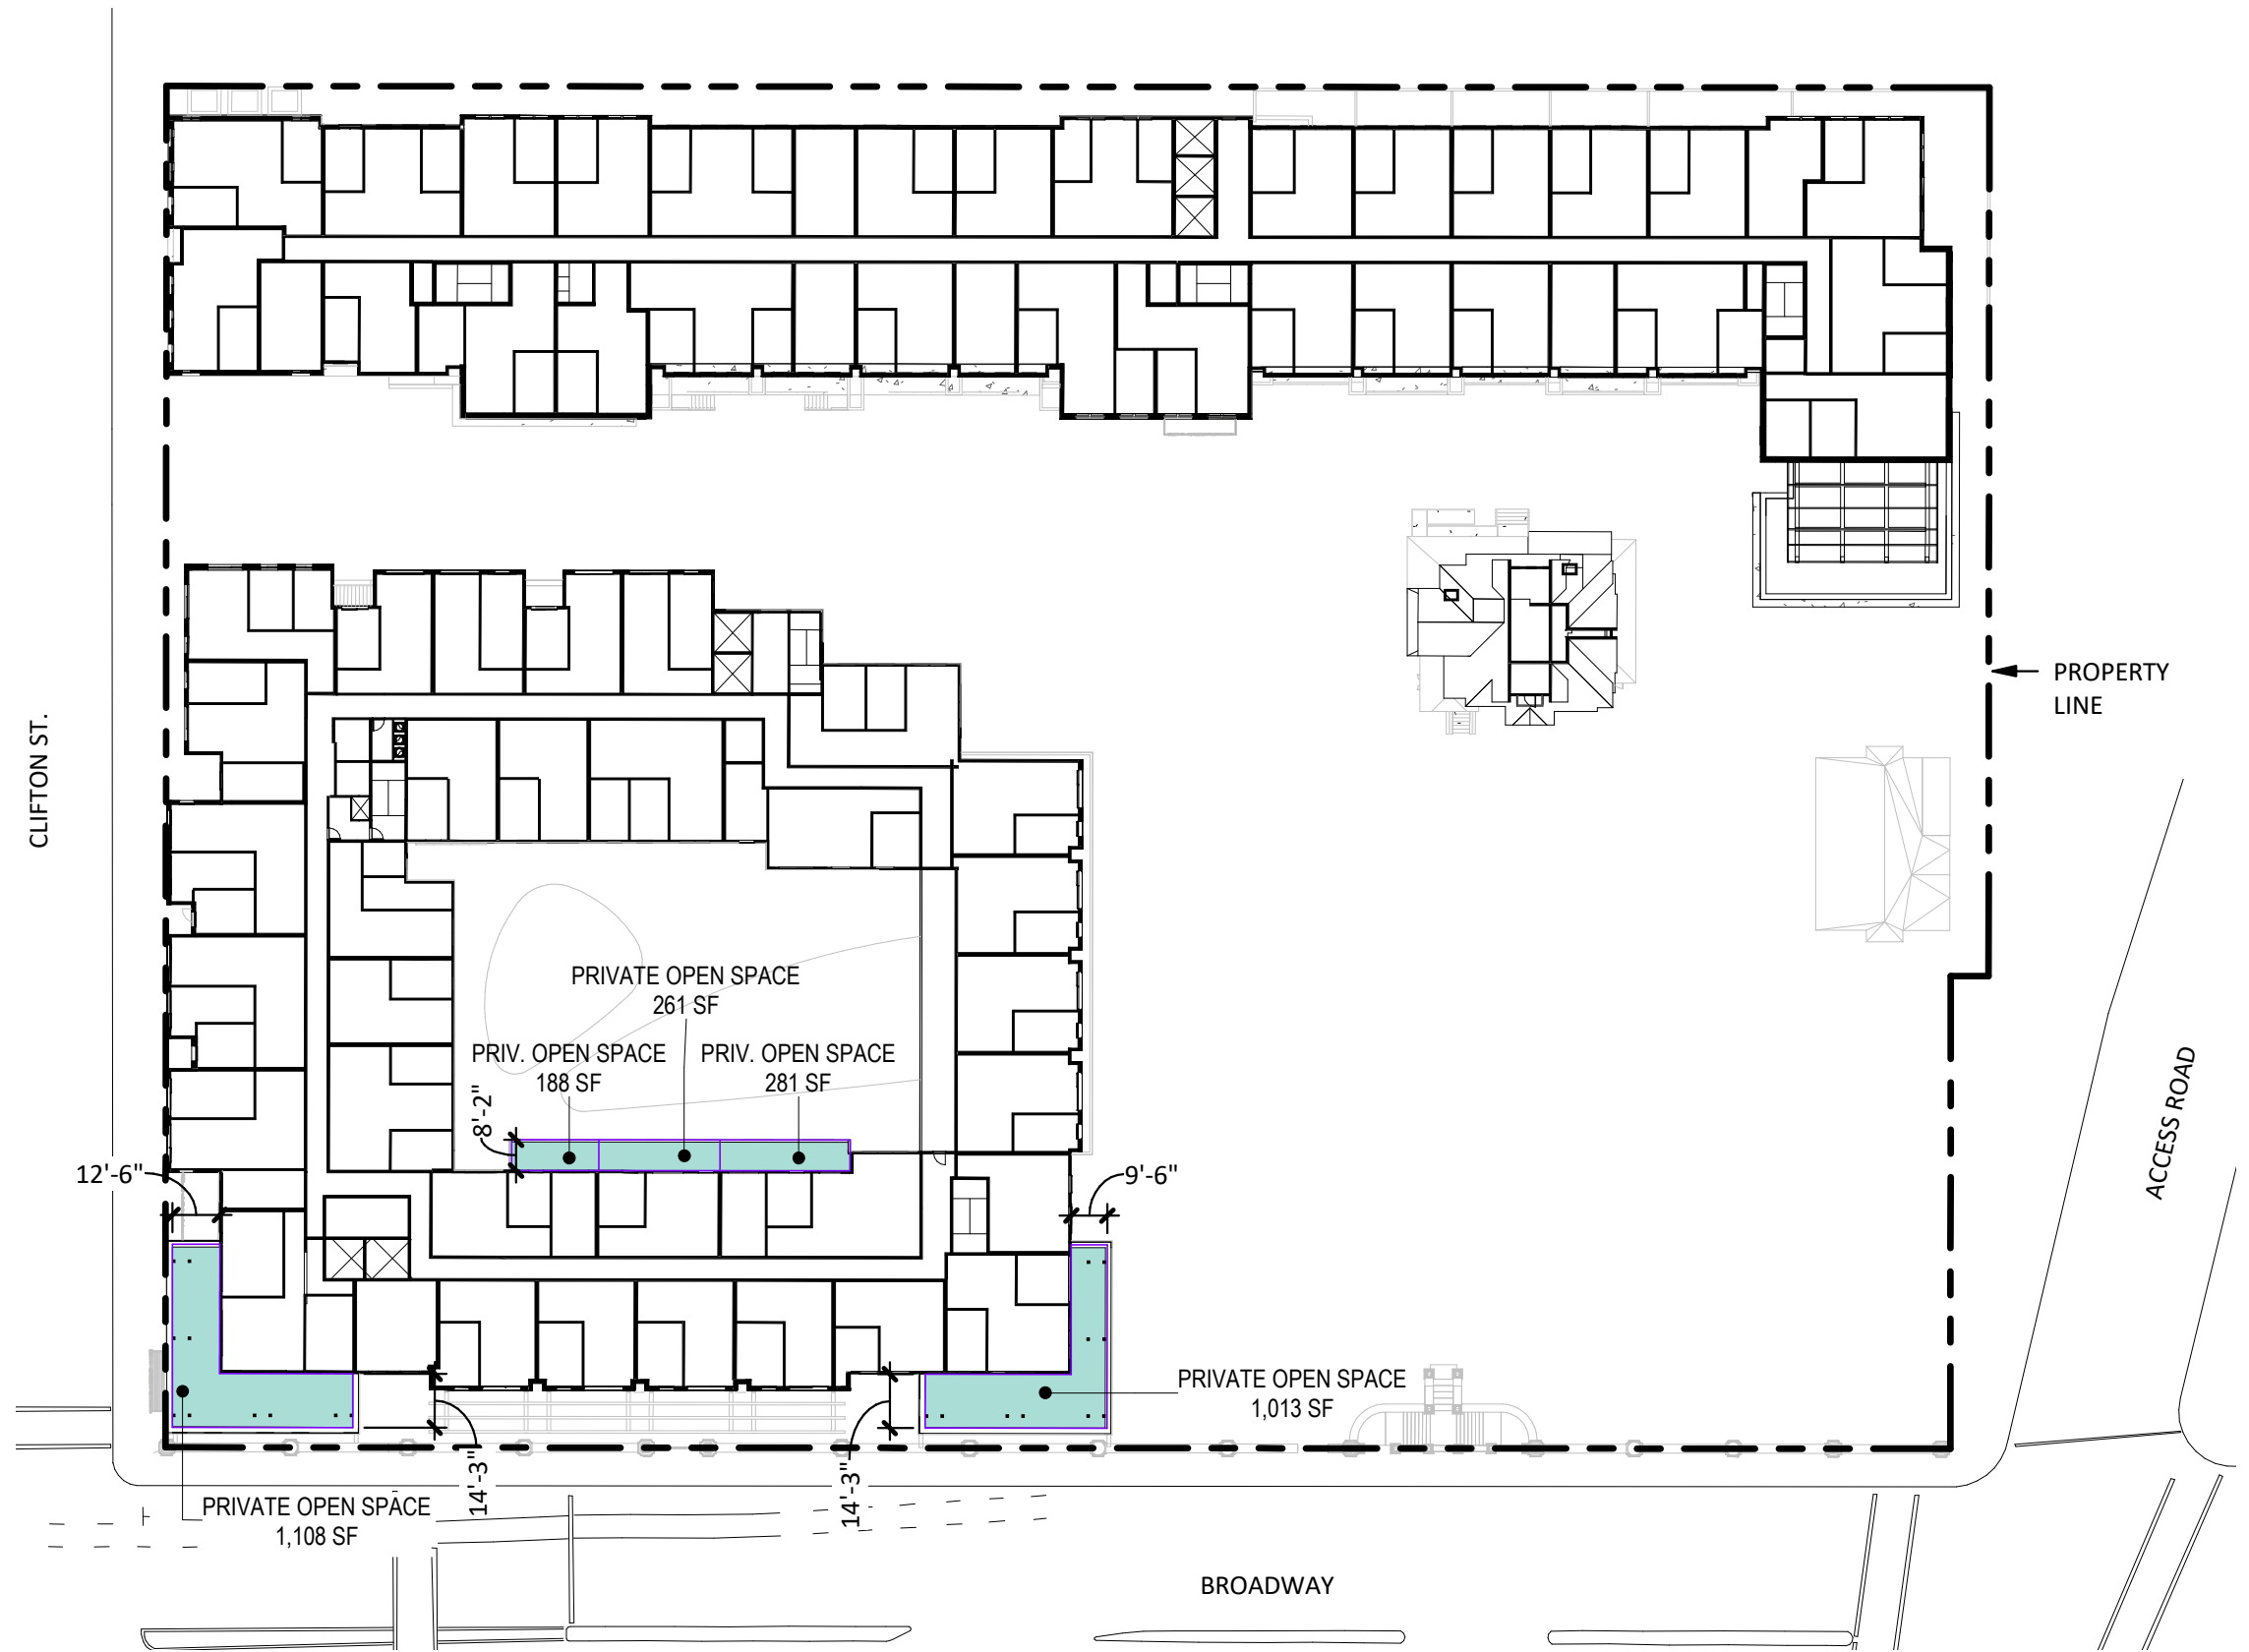 PROPERTY
LINE
CLIFTON ST.
PRIVATE OPEN SPACE
261 SF
PRIV. OPEN SPACE
188 SF
PRIV. OPEN SPACE
281 SF
8'-2"
ACCESS ROAD
12'-6"
9'-6"
PRIVATE OPEN SPACE
1,013 SF
14'-3"
14'-3"
PRIVATE OPEN SPACE
1,108 SF
BROADWAY